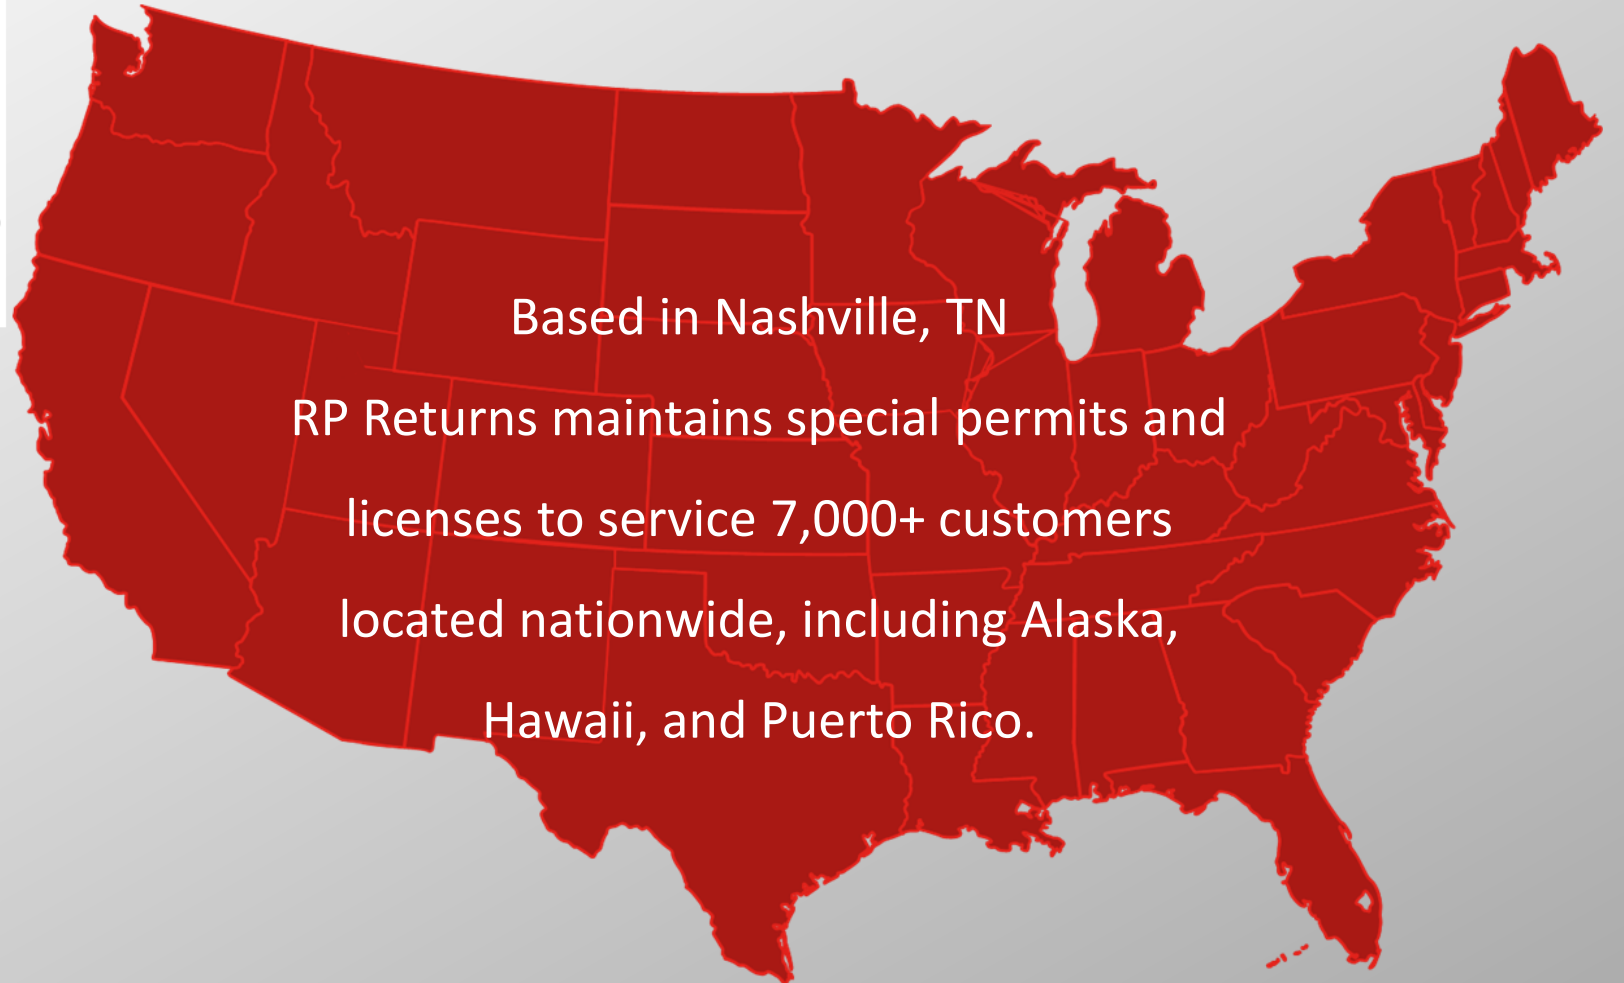 Based in Nashville, TN
RP Returns maintains special permits and
licenses to service 7,000+ customers
located nationwide, including Alaska,
Hawaii, and Puerto Rico.